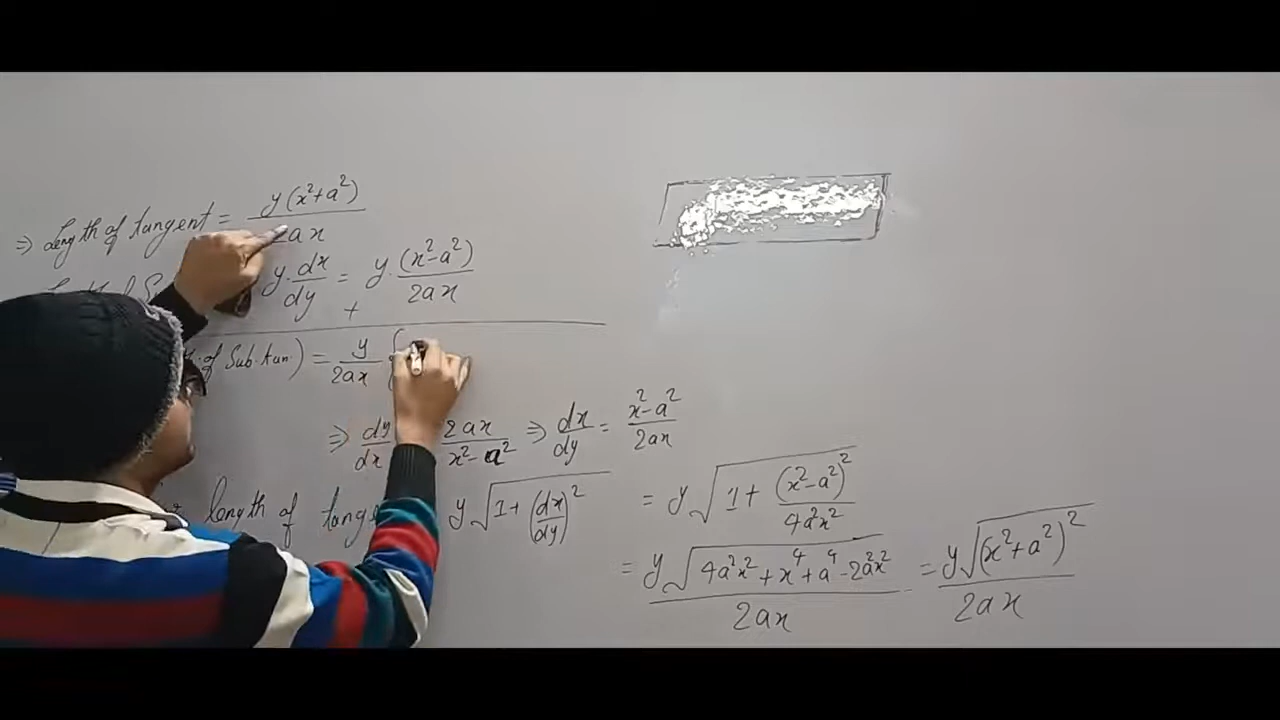 ⇒ Length of tangent = y(x²+a²)/2ax
y·dx/dy = y·(x²-a²)/2ax
+
of Sub-tan.) = y/2ax {
⇒ dy/dx 2ax/x²-a² ⇒ dx/dy = x²-a²/2ax
length of y√1+(dx/dy)² = y√1+(x²-a²)²/4a²x²
= y√4a²x²+x⁴+a⁴-2a²x²/2ax = y√(x²+a²)²/2ax